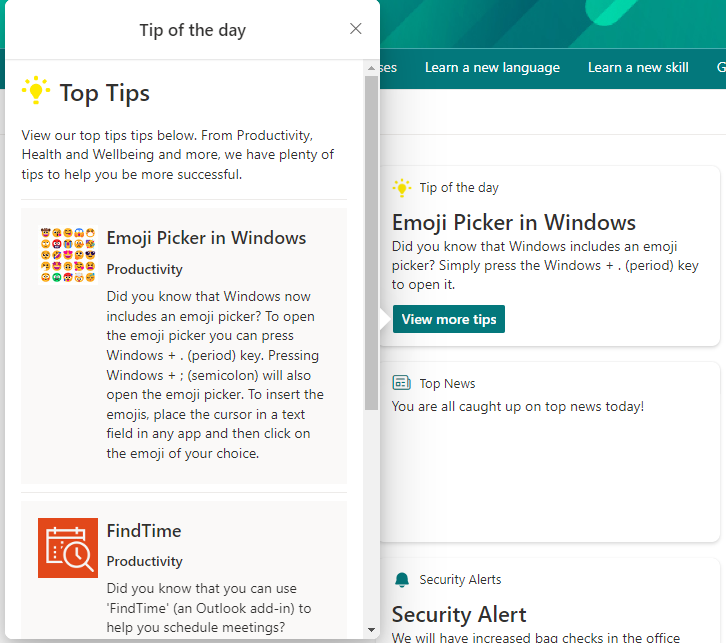 Tip of the day
Top Tips
View our top tips tips below. From Productivity,
Health and Wellbeing and more, we have plenty of
tips to help you be more successful.
Emoji Picker in Windows
Productivity
Did you know that Windows now
includes an emoji picker? To open
the emoji picker you can press
Windows + . (period) key. Pressing
Windows + ; (semicolon) will also
open the emoji picker. To insert the
emojis, place the cursor in a text
field in any app and then click on
the emoji of your choice.
FindTime
Productivity
Did you know that you can use
'FindTime' (an Outlook add-in) to
help you schedule meetings?
Learn a new language
Learn a new skill
Tip of the day
Emoji Picker in Windows
Did you know that Windows includes an emoji
picker? Simply press the Windows + . (period) key
to open it.
View more tips
Top News
You are all caught up on top news today!
Security Alerts
Security Alert
We will have increased bag checks in the office